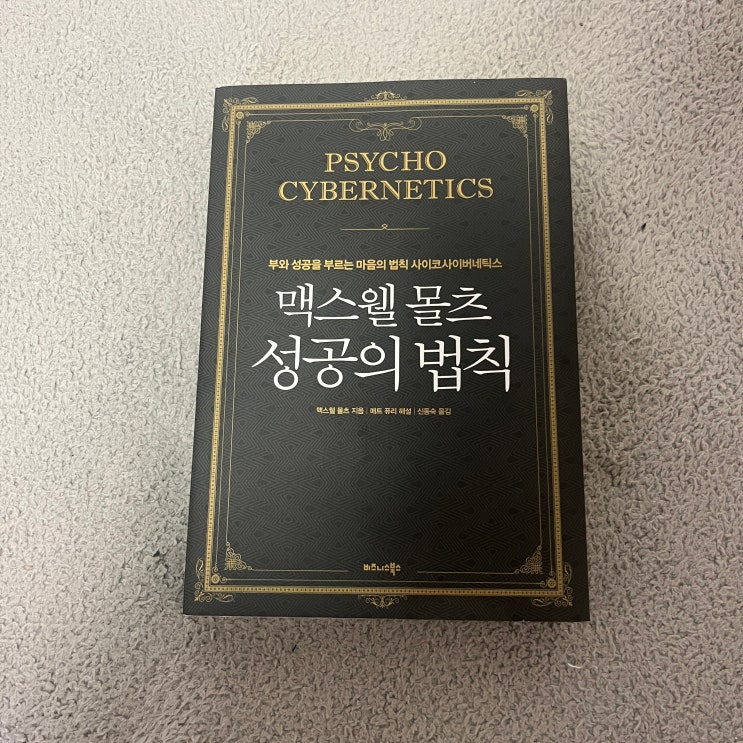 PSYCHO
CYBERNETICS
부와 성공을 부르는 마음의 법칙 사이코사이버네틱스
맥스웰 몰츠
성공의 법칙
맥스웰 몰츠 지음 | 매트 퓨리 해설 | 신동숙 옮김
비즈니스북스